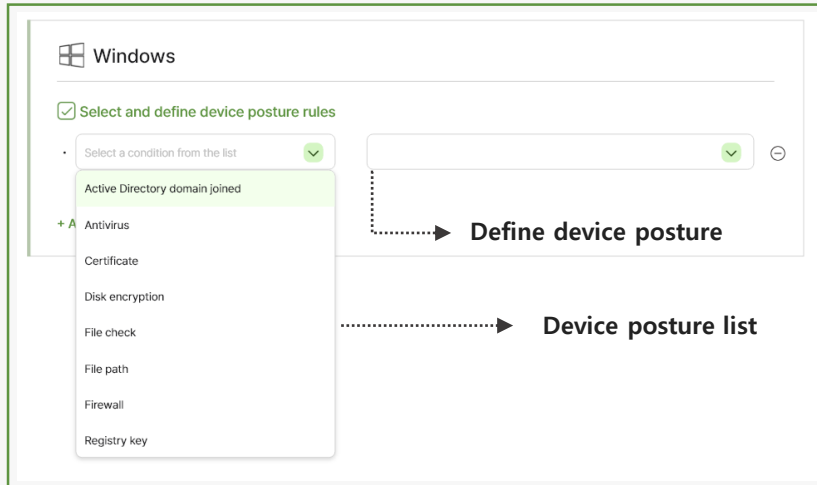 Windows
Select and define device posture rules
Select a condition from the list
Active Directory domain joined
+ A
Antivirus
Define device posture
Certificate
Disk encryption
Device posture list
File check
File path
Firewall
Registry key